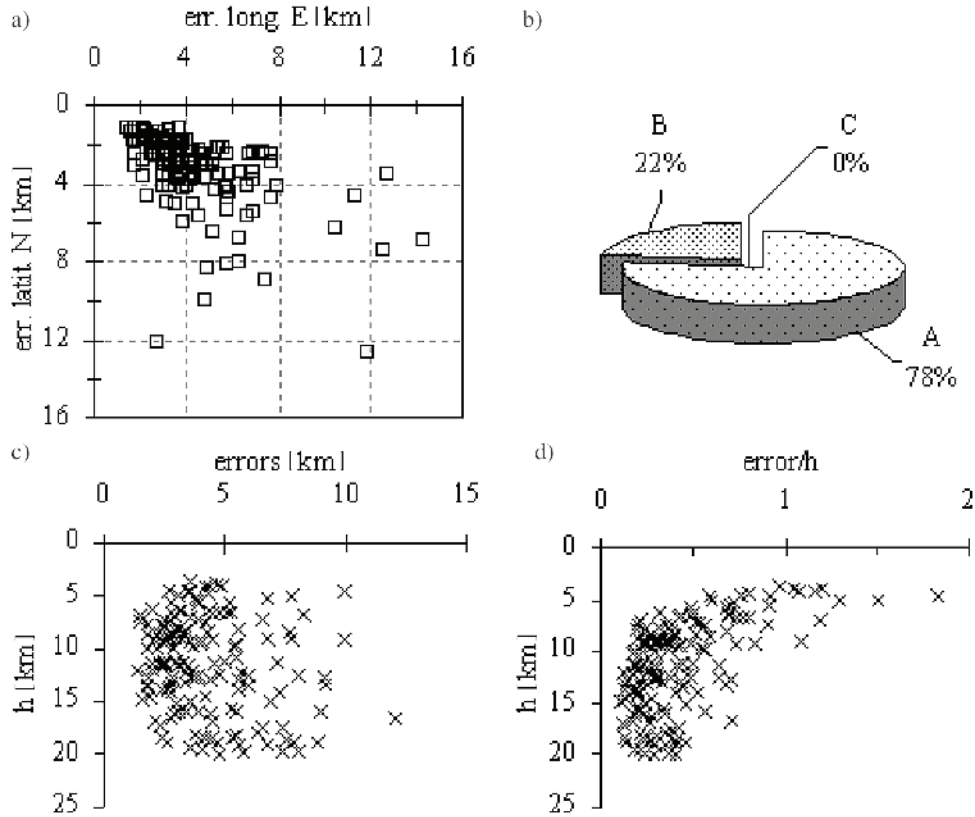 a)
err. long. E [km]
0 4 8 12 16
0
4
8
12
16
err. latit. N [km]
b)
B
22%
C
0%
A
78%
c)
errors [km]
0 5 10 15
0
5
10
15
20
25
h [km]
d)
error/h
0 1 2
0
5
10
15
20
25
h [km]